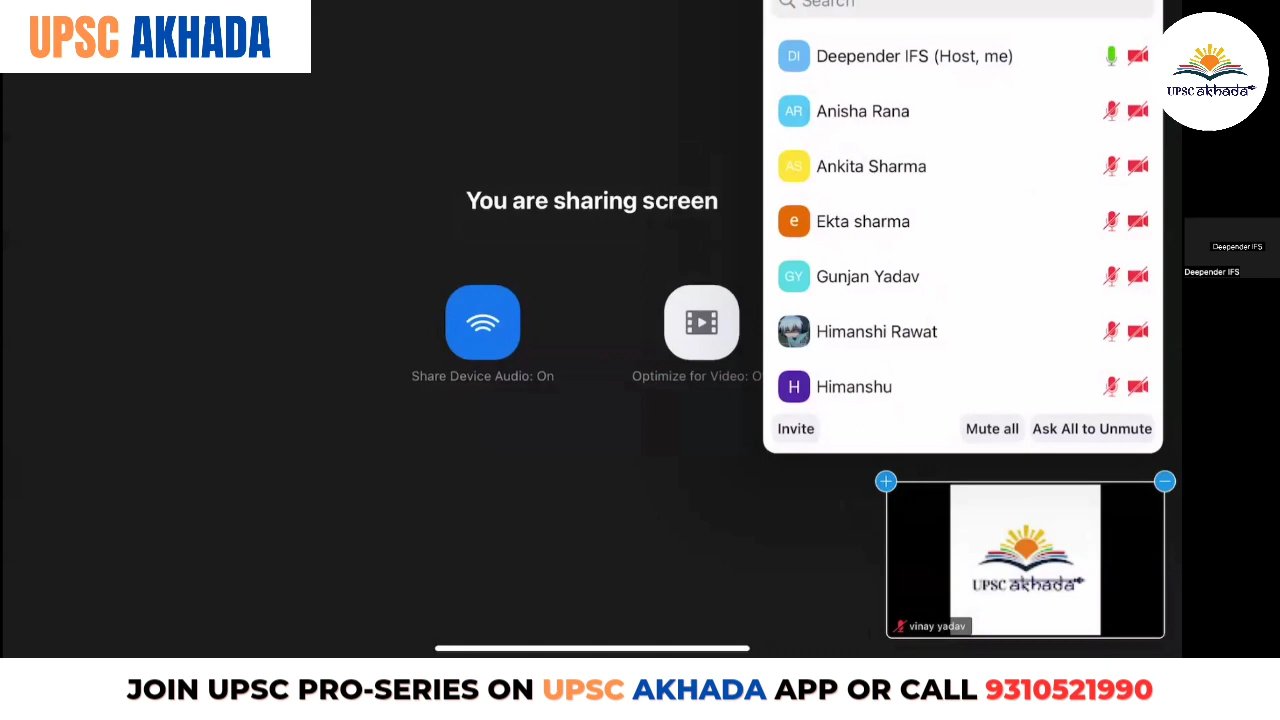 UPSC AKHADA
Search
DI Deepender IFS (Host, me)
UPSC akhada
AR Anisha Rana
AS Ankita Sharma
You are sharing screen
e Ekta sharma
Deepender IFS
Deepender IFS
GY Gunjan Yadav
Himanshi Rawat
Share Device Audio: On
Optimize for Video: O
H Himanshu
Invite Mute all Ask All to Unmute
UPSC akhada
vinay yadav
JOIN UPSC PRO-SERIES ON UPSC AKHADA APP OR CALL 9310521990